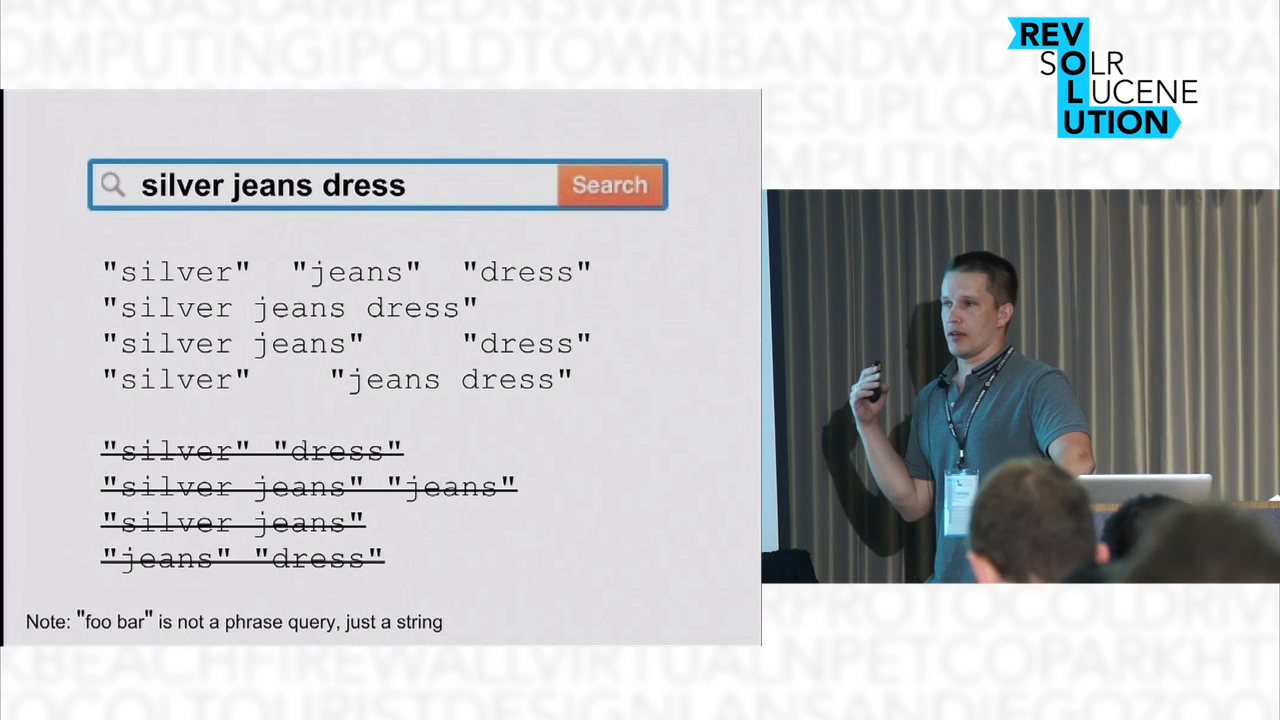 REV
SOLR
LUCENE
UTION
silver jeans dress
Search
"silver" "jeans" "dress"
"silver jeans dress"
"silver jeans" "dress"
"silver" "jeans dress"
"silver" "dress"
"silver jeans" "jeans"
"silver jeans"
"jeans" "dress"
Note: "foo bar" is not a phrase query, just a string